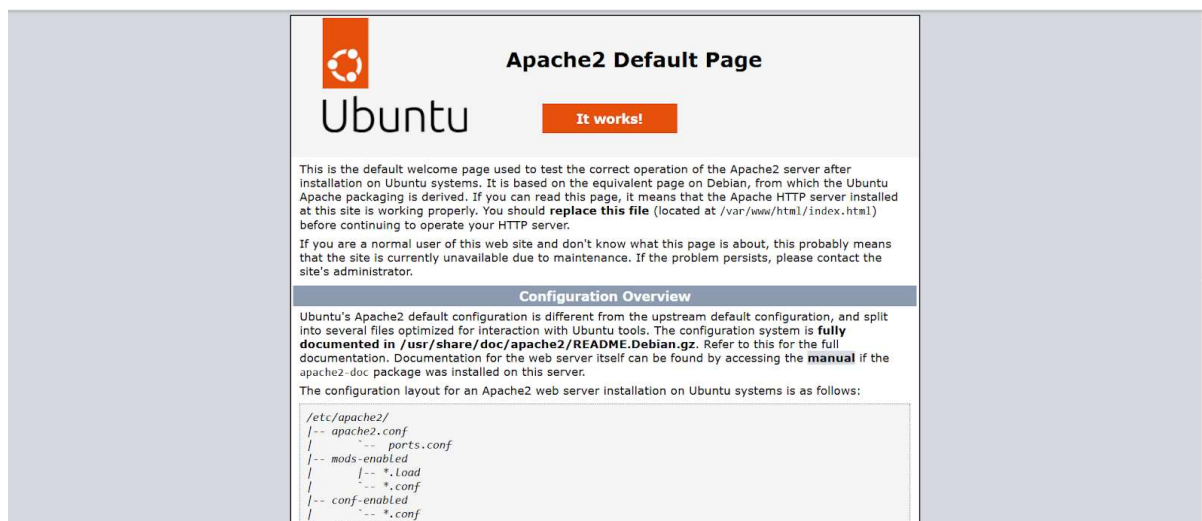 Ubuntu
Apache2 Default Page
It works!
This is the default welcome page used to test the correct operation of the Apache2 server after
installation on Ubuntu systems. It is based on the equivalent page on Debian, from which the Ubuntu
Apache packaging is derived. If you can read this page, it means that the Apache HTTP server installed
at this site is working properly. You should replace this file (located at /var/www/html/index.html)
before continuing to operate your HTTP server.
If you are a normal user of this web site and don't know what this page is about, this probably means
that the site is currently unavailable due to maintenance. If the problem persists, please contact the
site's administrator.
Configuration Overview
Ubuntu's Apache2 default configuration is different from the upstream default configuration, and split
into several files optimized for interaction with Ubuntu tools. The configuration system is fully
documented in /usr/share/doc/apache2/README.Debian.gz. Refer to this for the full
documentation. Documentation for the web server itself can be found by accessing the manual if the
apache2-doc package was installed on this server.
The configuration layout for an Apache2 web server installation on Ubuntu systems is as follows:
/etc/apache2/
|-- apache2.conf
|       `--  ports.conf
|-- mods-enabled
|       |-- *.load
|       `-- *.conf
|-- conf-enabled
|       `-- *.conf